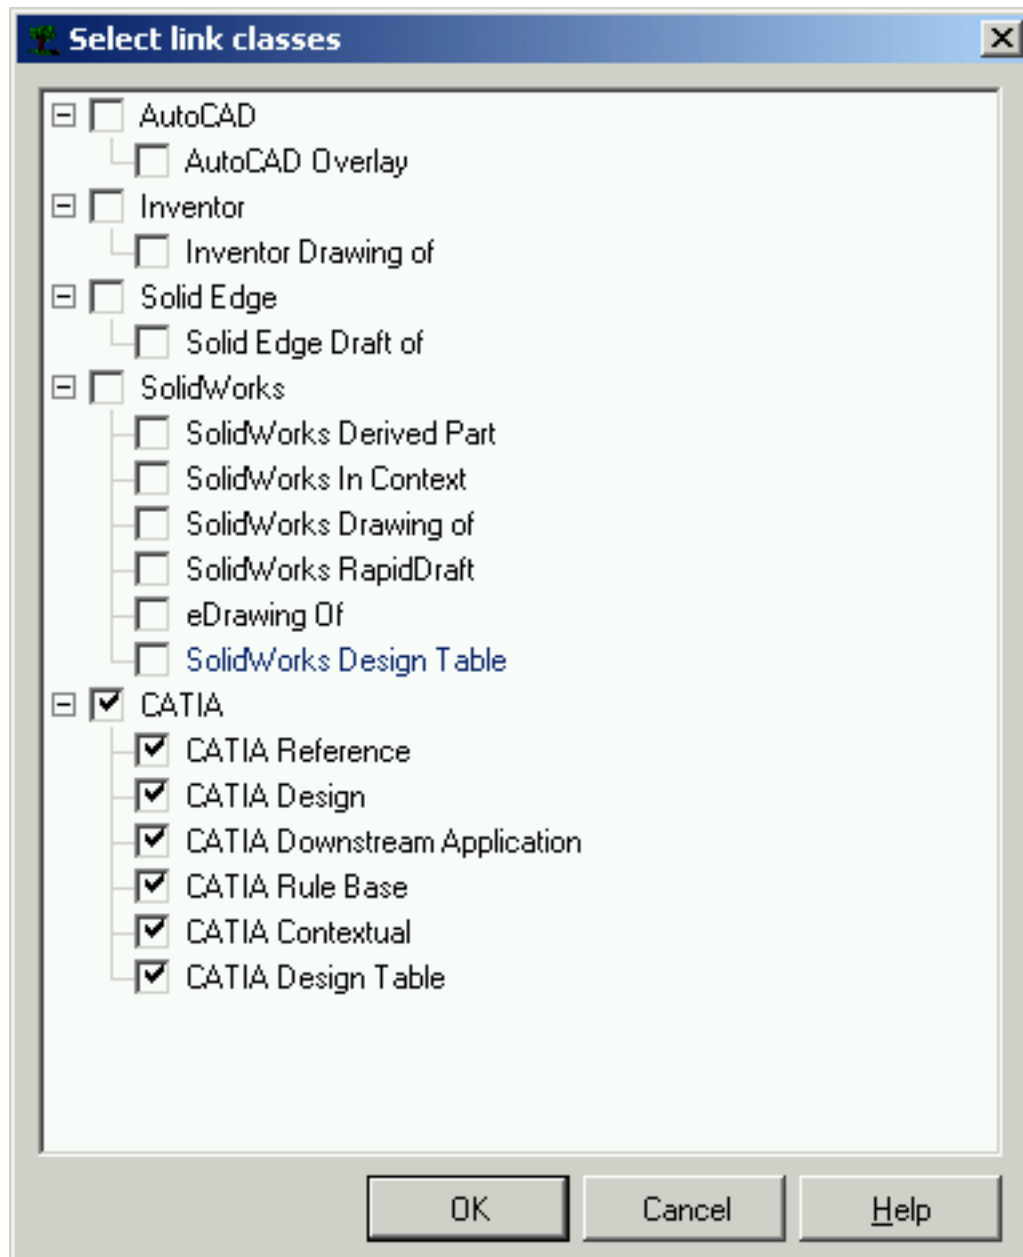 Select link classes
AutoCAD
AutoCAD Overlay
Inventor
Inventor Drawing of
Solid Edge
Solid Edge Draft of
SolidWorks
SolidWorks Derived Part
SolidWorks In Context
SolidWorks Drawing of
SolidWorks RapidDraft
eDrawing Of
SolidWorks Design Table
CATIA
CATIA Reference
CATIA Design
CATIA Downstream Application
CATIA Rule Base
CATIA Contextual
CATIA Design Table
OK Cancel Help